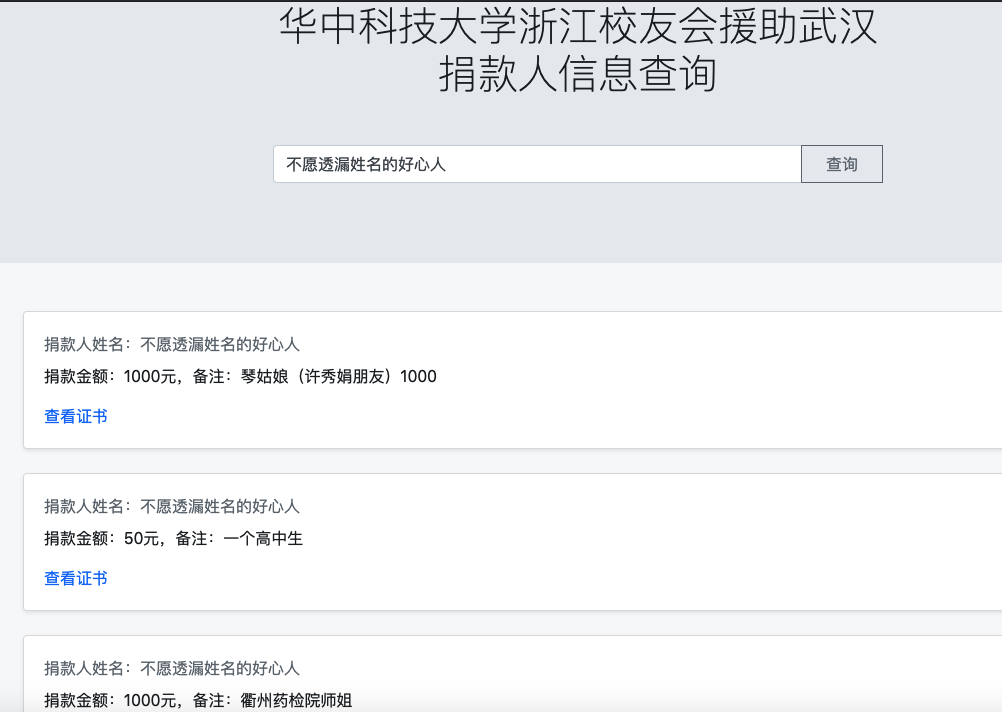 华中科技大学浙江校友会援助武汉
捐款人信息查询
不愿透漏姓名的好心人
查询
捐款人姓名：不愿透漏姓名的好心人
捐款金额：1000元，备注：琴姑娘（许秀娟朋友）1000
查看证书
捐款人姓名：不愿透漏姓名的好心人
捐款金额：50元，备注：一个高中生
查看证书
捐款人姓名：不愿透漏姓名的好心人
捐款金额：1000元，备注：衢州药检院师姐